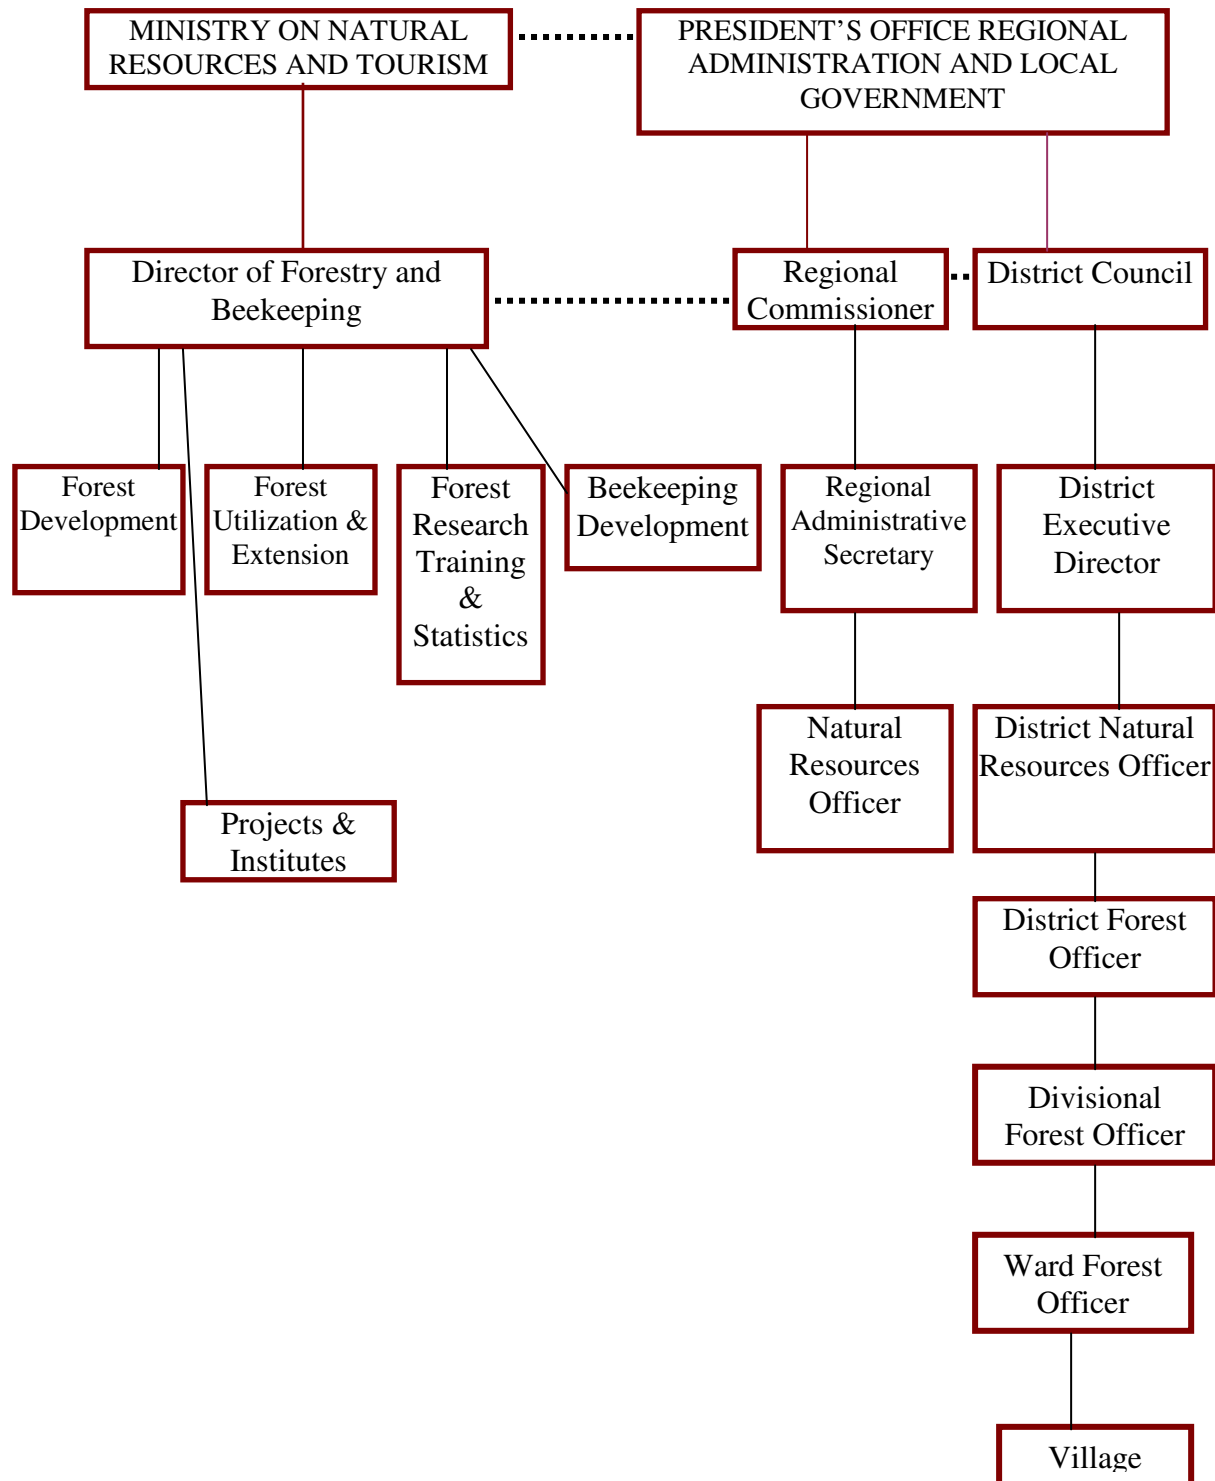 MINISTRY ON NATURAL
RESOURCES AND TOURISM
PRESIDENT’S OFFICE REGIONAL
ADMINISTRATION AND LOCAL
GOVERNMENT
Director of Forestry and
Beekeeping
Regional
Commissioner
District Council
Forest
Development
Forest
Utilization &
Extension
Forest
Research
Training
&
Statistics
Beekeeping
Development
Regional
Administrative
Secretary
District
Executive
Director
Natural
Resources
Officer
District Natural
Resources Officer
Projects &
Institutes
District Forest
Officer
Divisional
Forest Officer
Ward Forest
Officer
Village